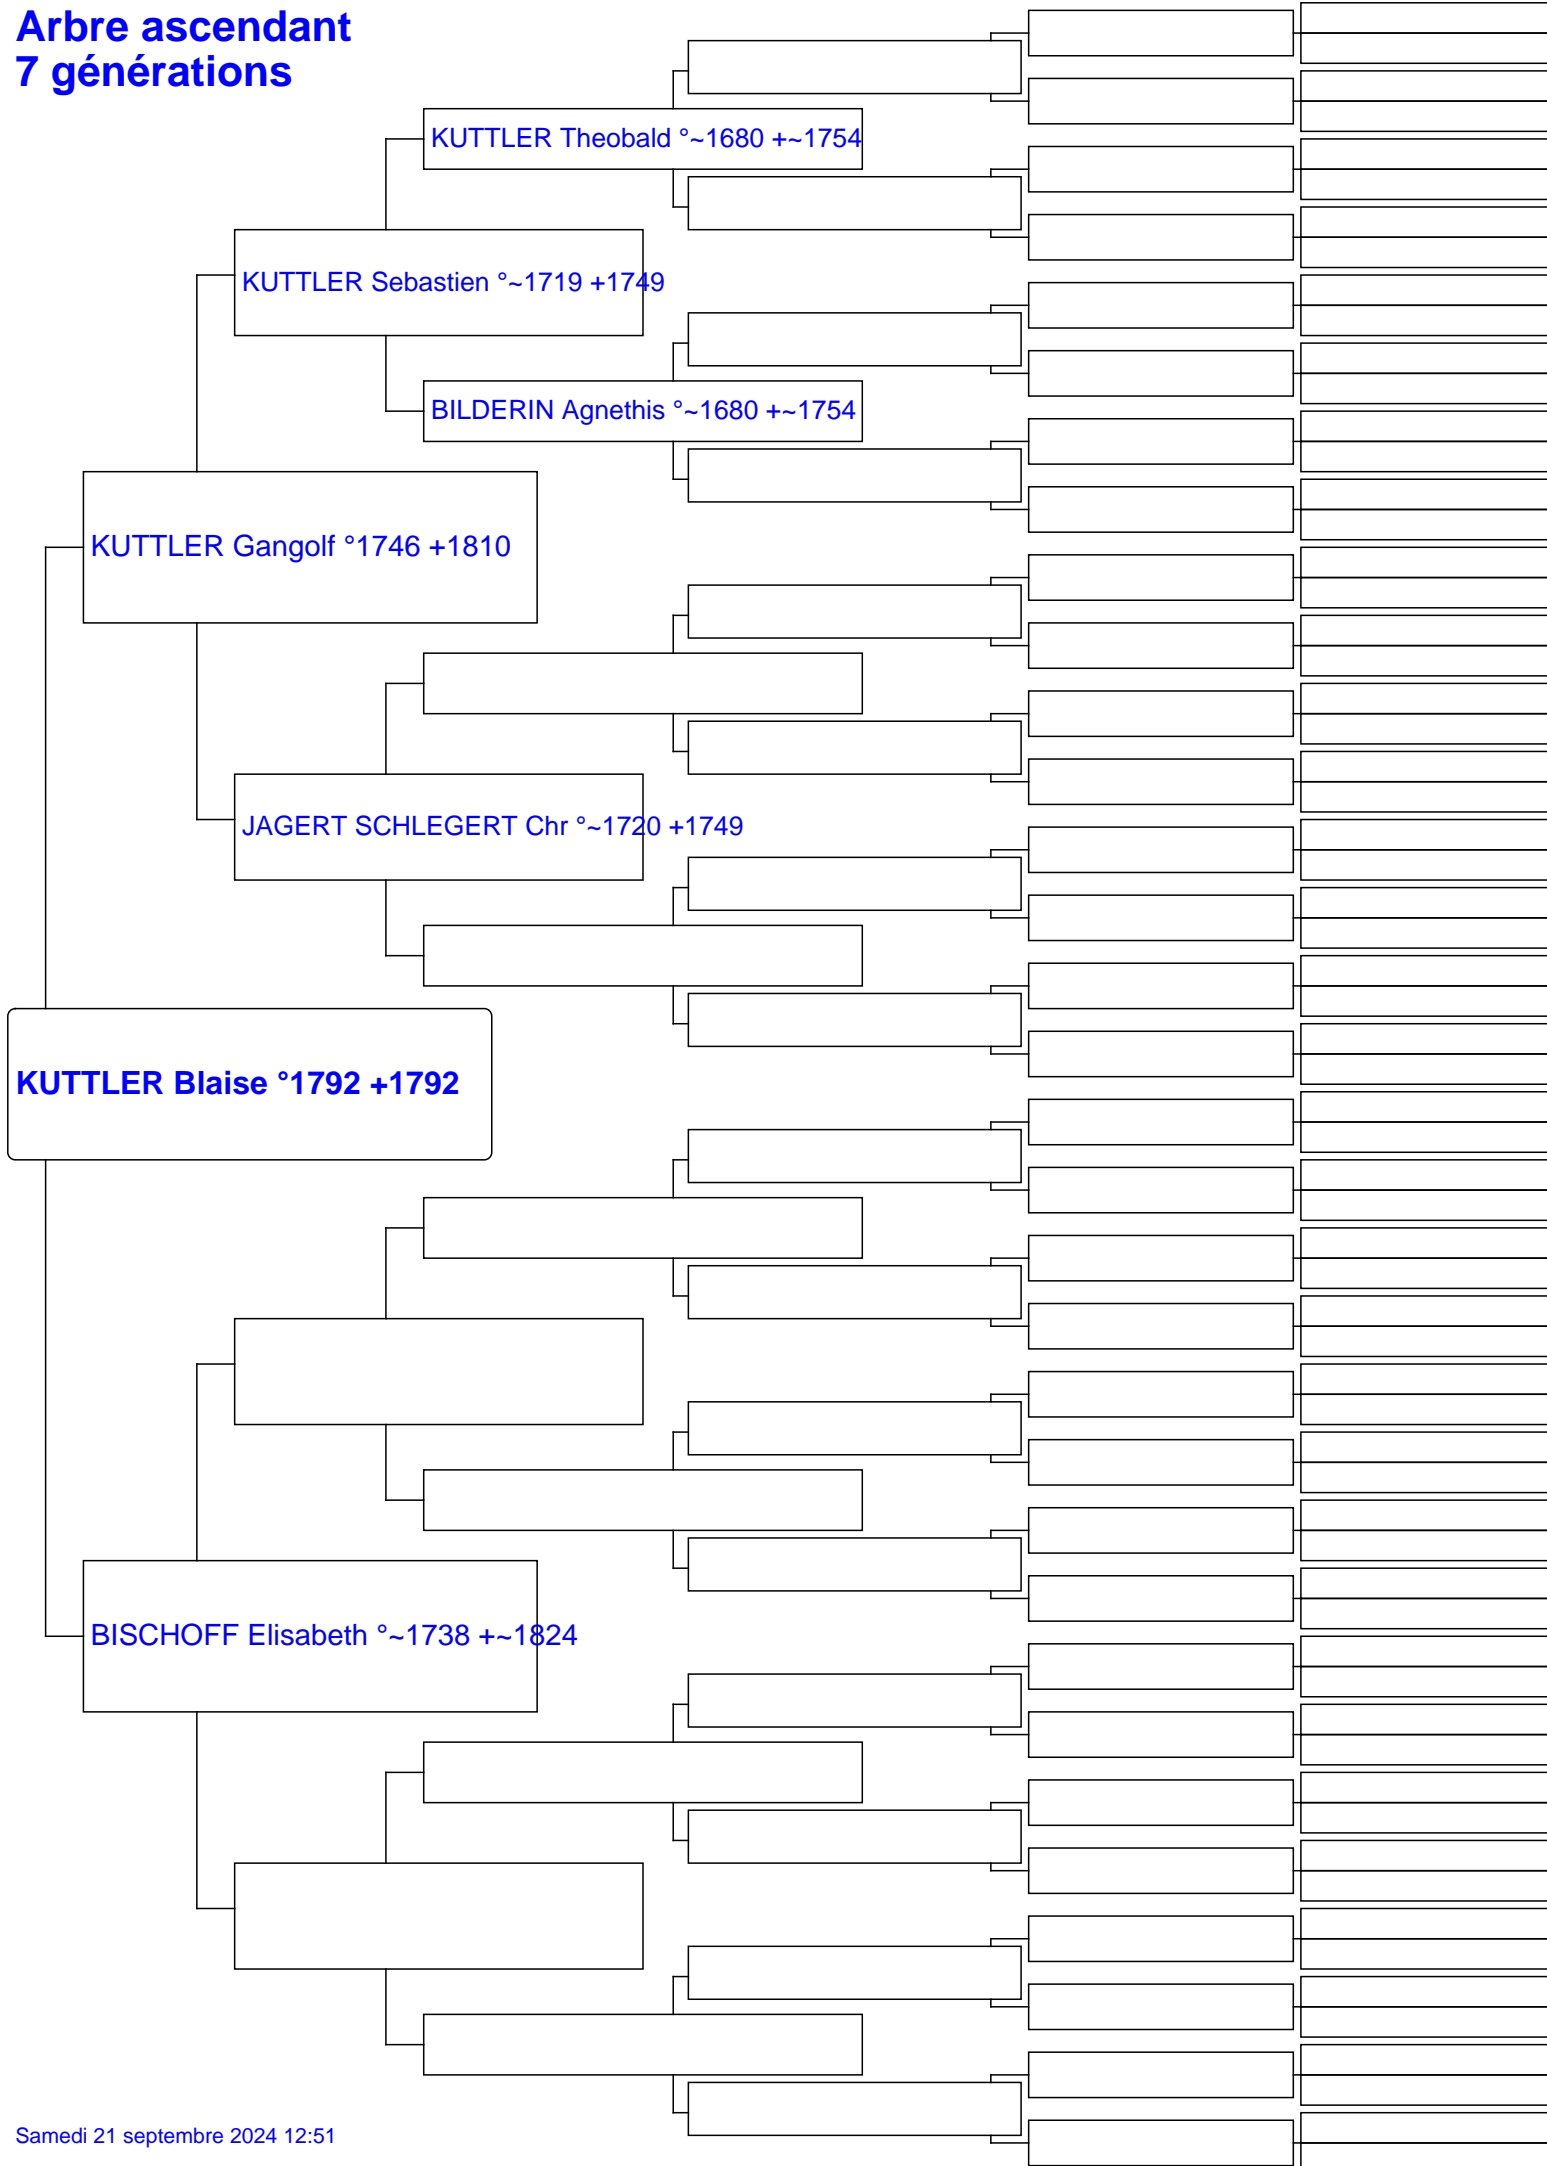 Arbre ascendant
7 générations
KUTTLER Theobald °~1680 +~1754
KUTTLER Sebastien °~1719 +1749
BILDERIN Agnethis °~1680 +~1754
KUTTLER Gangolf °1746 +1810
JAGERT SCHLEGERT Chr °~1720 +1749
KUTTLER Blaise °1792 +1792
BISCHOFF Elisabeth °~1738 +~1824
Samedi 21 septembre 2024 12:51